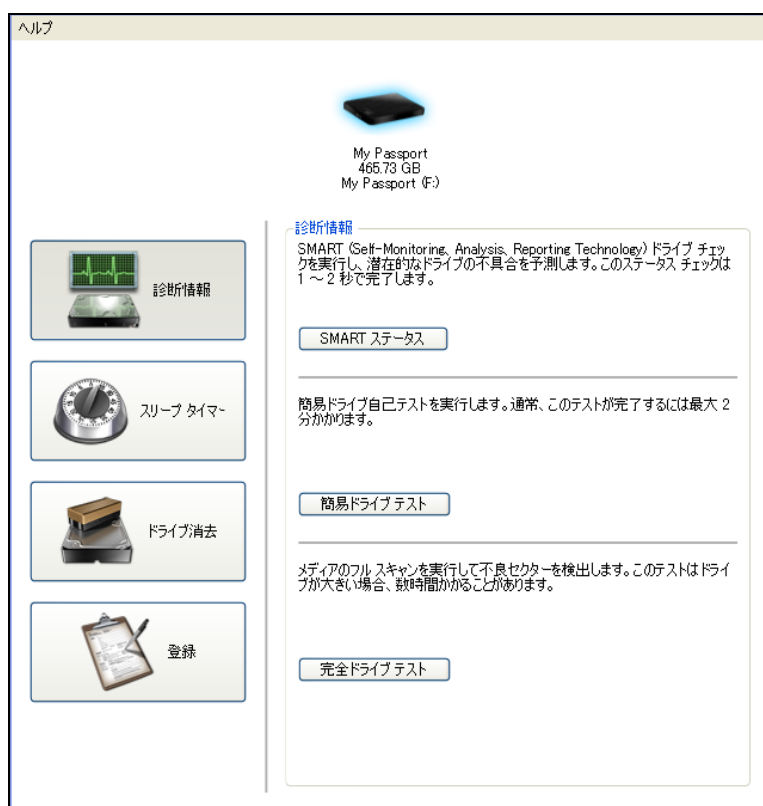 ヘルプ
My Passport
465.73 GB
My Passport (F:)
診断情報
スリープ タイマー
ドライブ消去
登録
診断情報
SMART (Self-Monitoring, Analysis, Reporting Technology) ドライブ チェッ
クを実行し、潜在的なドライブの不具合を予測します。このステータス チェックは
1 ～ 2 秒で完了します。
SMART ステータス
簡易ドライブ自己テストを実行します。通常、このテストが完了するには最大 2
分かかります。
簡易ドライブ テスト
メディアのフル スキャンを実行して不良セクターを検出します。このテストはドライ
ブが大きい場合、数時間かかることがあります。
完全ドライブ テスト